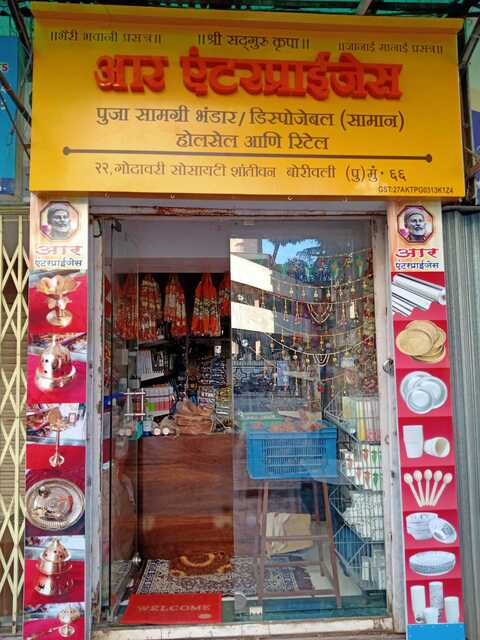 ॥भैरी भवानी प्रसन्न॥ ॥श्री सद्‌गुरु कृपा॥ ॥जानाई मानाई प्रसन्न॥
आर एंटरप्राईजेस
पुजा सामग्री भंडार/डिस्पोजेबल (सामान)
होलसेल आणि रिटेल
२२,गोदावरी सोसायटी शांतीवन बोरीवली (पु) मुं. ६६
GST:27AKTPG0313K1Z4
आर
एंटरप्राईजेस
आर
एंटरप्राईजेस
WELCOME